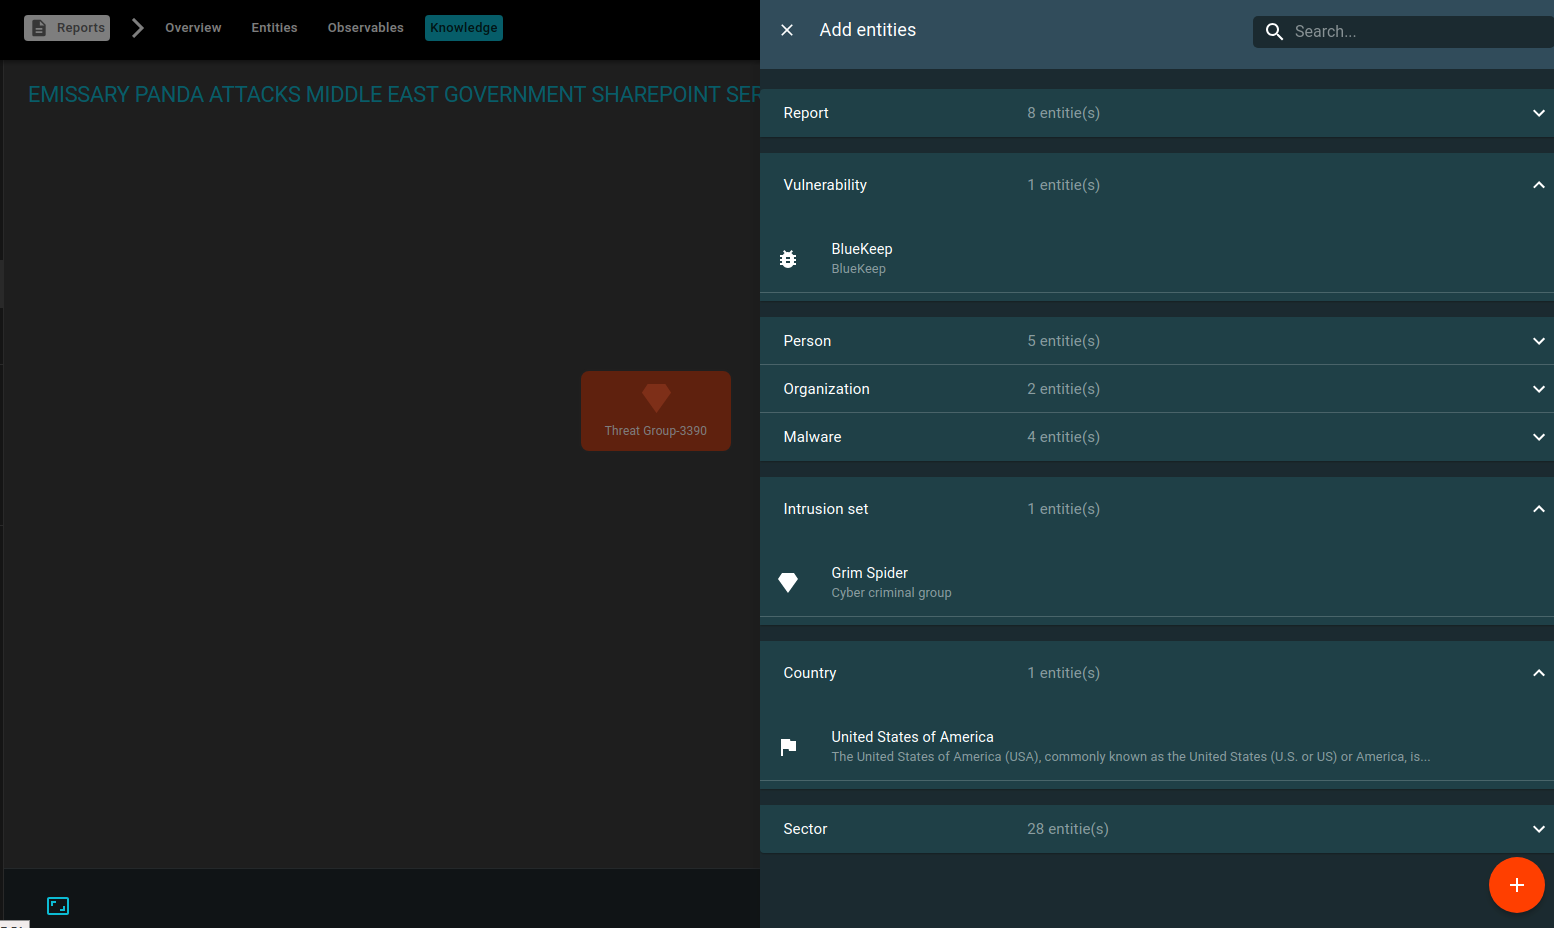 Reports
Overview
Entities
Observables
Knowledge
Add entities
Search...
EMISSARY PANDA ATTACKS MIDDLE EAST GOVERNMENT SHAREPOINT SER
Threat Group-3390
Report 8 entitie(s)
Vulnerability 1 entitie(s)
BlueKeep
BlueKeep
Person 5 entitie(s)
Organization 2 entitie(s)
Malware 4 entitie(s)
Intrusion set 1 entitie(s)
Grim Spider
Cyber criminal group
Country 1 entitie(s)
United States of America
The United States of America (USA), commonly known as the United States (U.S. or US) or America, is...
Sector 28 entitie(s)